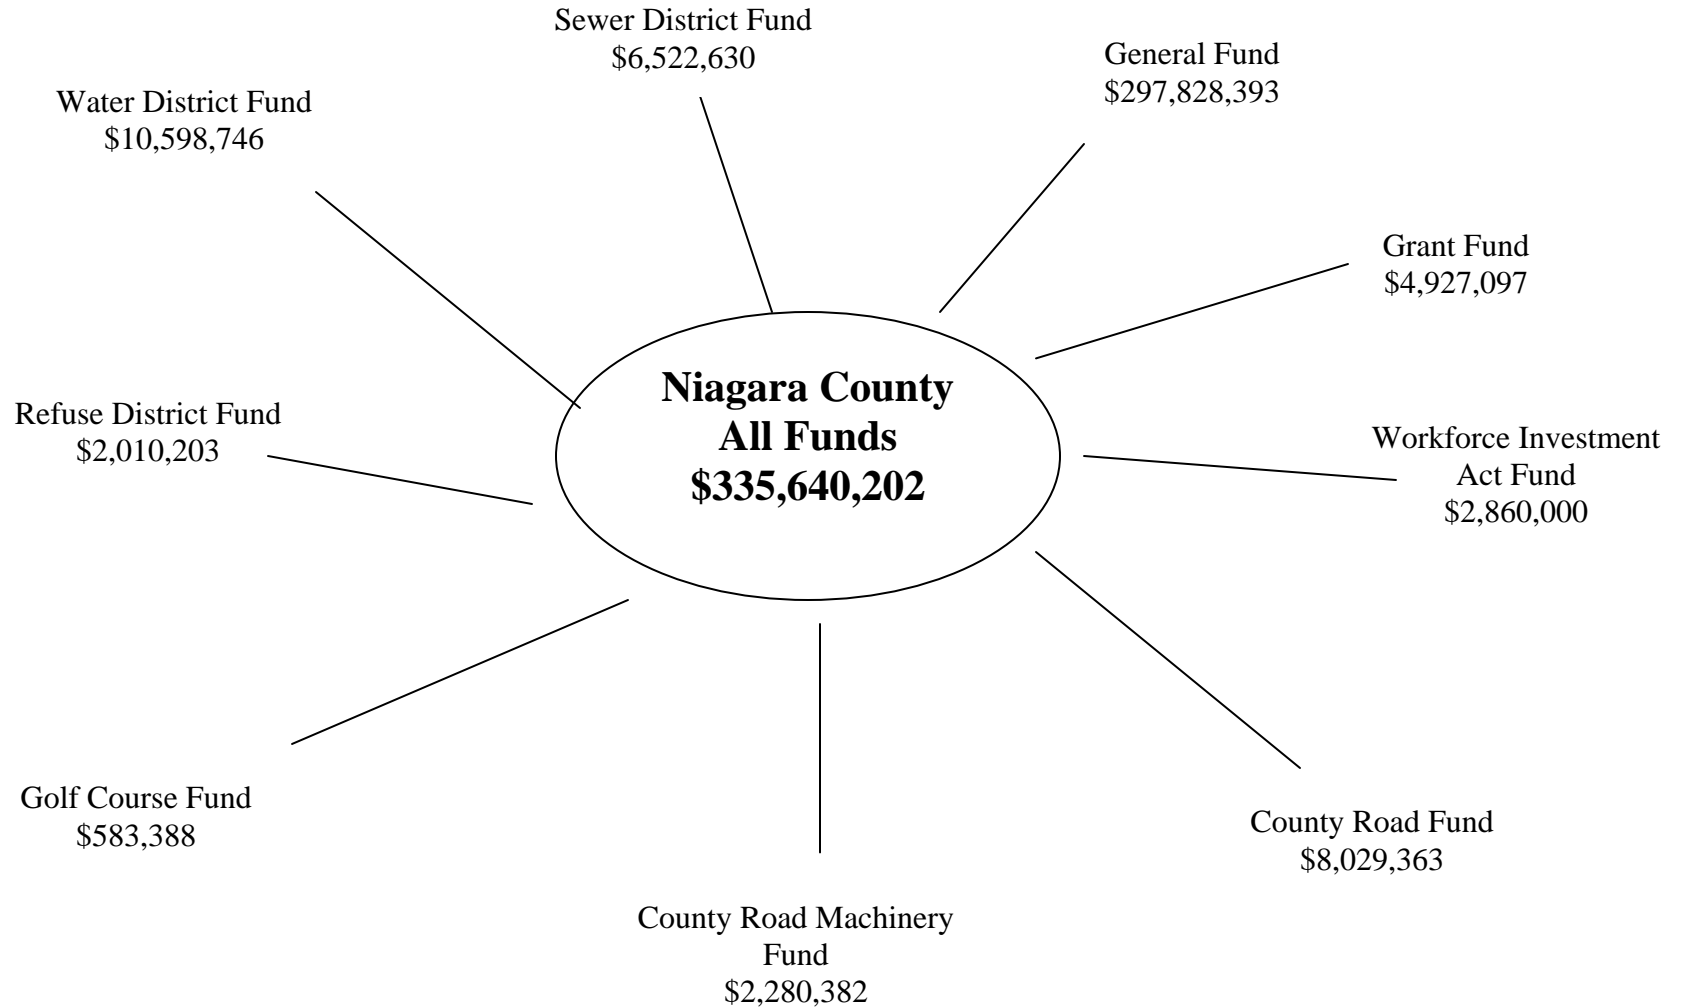 Sewer District Fund
$6,522,630
General Fund
$297,828,393
Water District Fund
$10,598,746
Grant Fund
$4,927,097
Niagara County
All Funds
$335,640,202
Refuse District Fund
$2,010,203
Workforce Investment
Act Fund
$2,860,000
Golf Course Fund
$583,388
County Road Fund
$8,029,363
County Road Machinery
Fund
$2,280,382